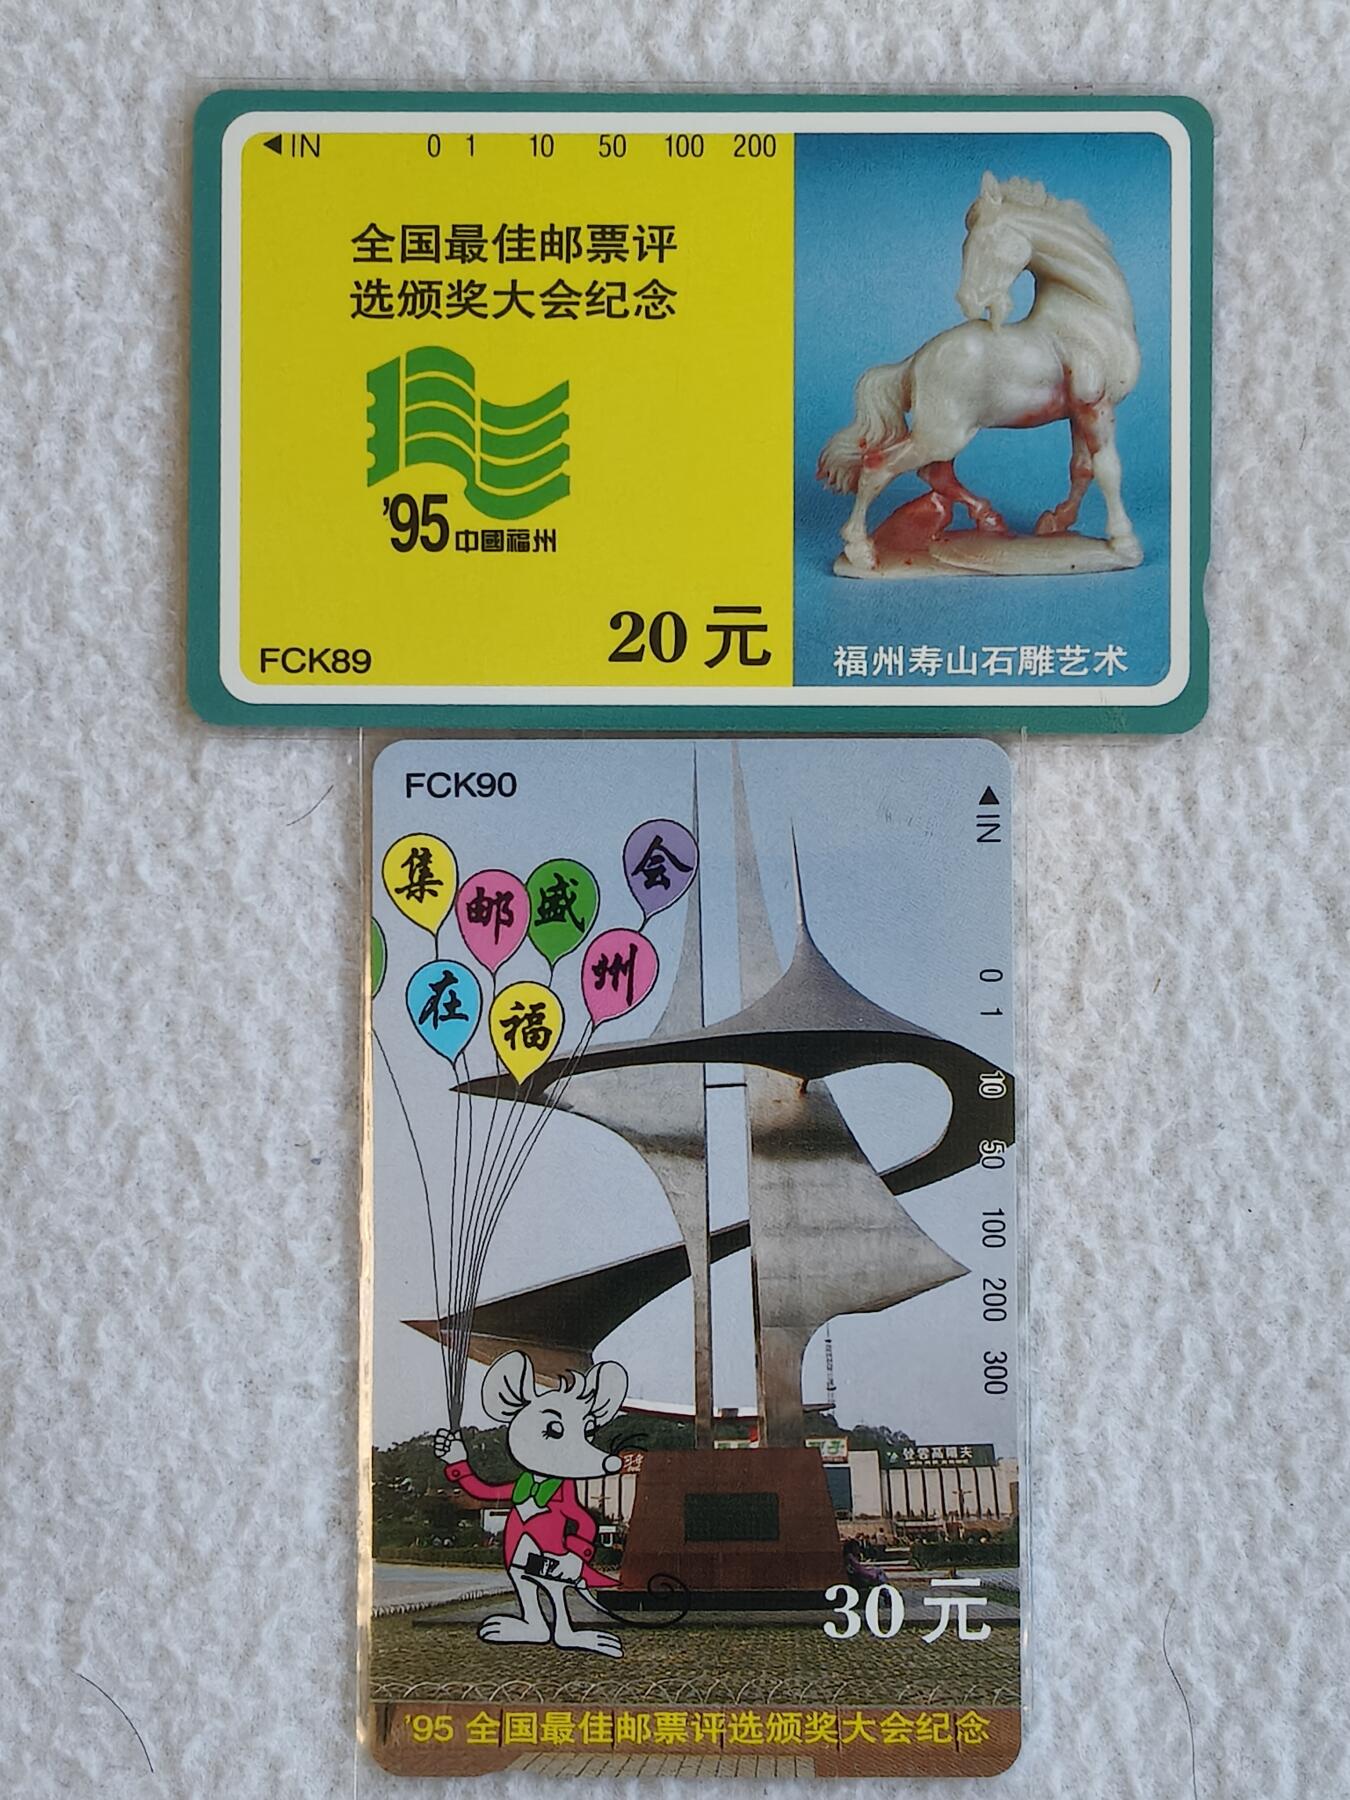 ◀IN 0 1 10 50 100 200
全国最佳邮票评
选颁奖大会纪念
'95 中國福州
20 元
FCK89
福州寿山石雕艺术
FCK90
◀IN 0 1 10 50 100 200 300
集邮盛会
在福州
30 元
'95 全国最佳邮票评选颁奖大会纪念